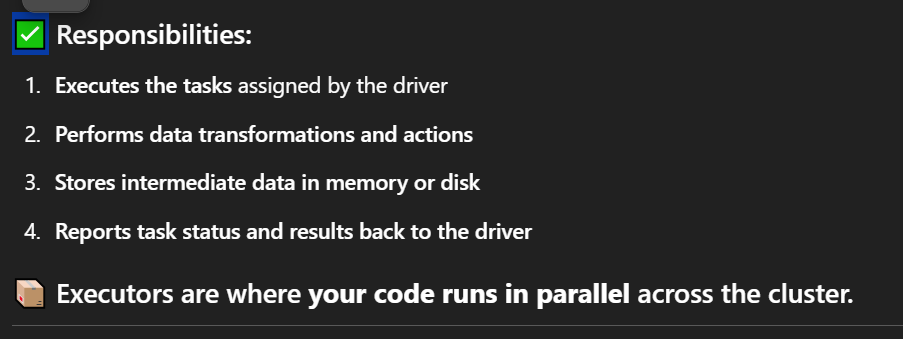 ✅ Responsibilities:
1. Executes the tasks assigned by the driver
2. Performs data transformations and actions
3. Stores intermediate data in memory or disk
4. Reports task status and results back to the driver
📦 Executors are where your code runs in parallel across the cluster.